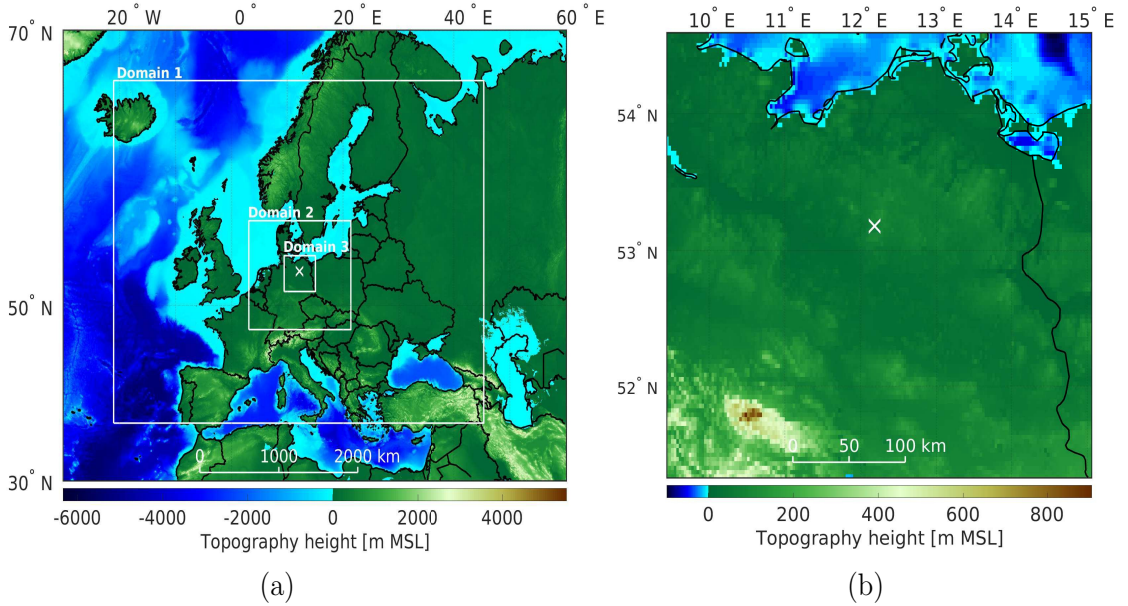 20° W 0° 20° E 40° E 60° E
70° N
Domain 1
Domain 2
Domain 3
50° N
0 1000 2000 km
30° N
-6000 -4000 -2000 0 2000 4000
Topography height [m MSL]
(a)
10° E 11° E 12° E 13° E 14° E 15° E
54° N
53° N
52° N
0 50 100 km
0 200 400 600 800
Topography height [m MSL]
(b)